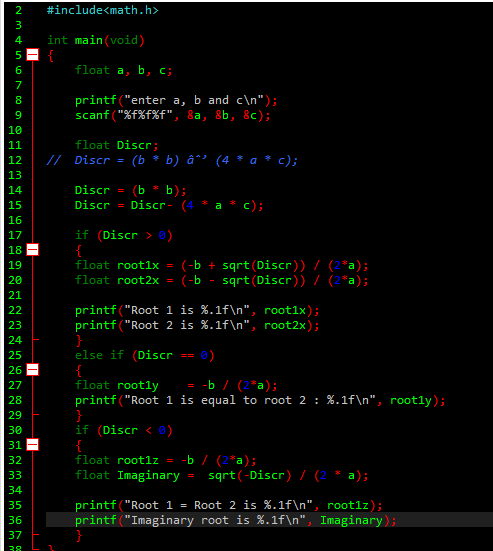 2 #include<math.h>
3
4 int main(void)
5 {
6 float a, b, c;
7
8 printf("enter a, b and c\n");
9 scanf("%f%f%f", &a, &b, &c);
10
11 float Discr;
12 // Discr = (b * b) âˆ’ (4 * a * c);
13
14 Discr = (b * b);
15 Discr = Discr- (4 * a * c);
16
17 if (Discr > 0)
18 {
19 float root1x = (-b + sqrt(Discr)) / (2*a);
20 float root2x = (-b - sqrt(Discr)) / (2*a);
21
22 printf("Root 1 is %.1f\n", root1x);
23 printf("Root 2 is %.1f\n", root2x);
24 }
25 else if (Discr == 0)
26 {
27 float root1y = -b / (2*a);
28 printf("Root 1 is equal to root 2 : %.1f\n", root1y);
29 }
30 if (Discr < 0)
31 {
32 float root1z = -b / (2*a);
33 float Imaginary = sqrt(-Discr) / (2 * a);
34
35 printf("Root 1 = Root 2 is %.1f\n", root1z);
36 printf("Imaginary root is %.1f\n", Imaginary);
37 }
38 }